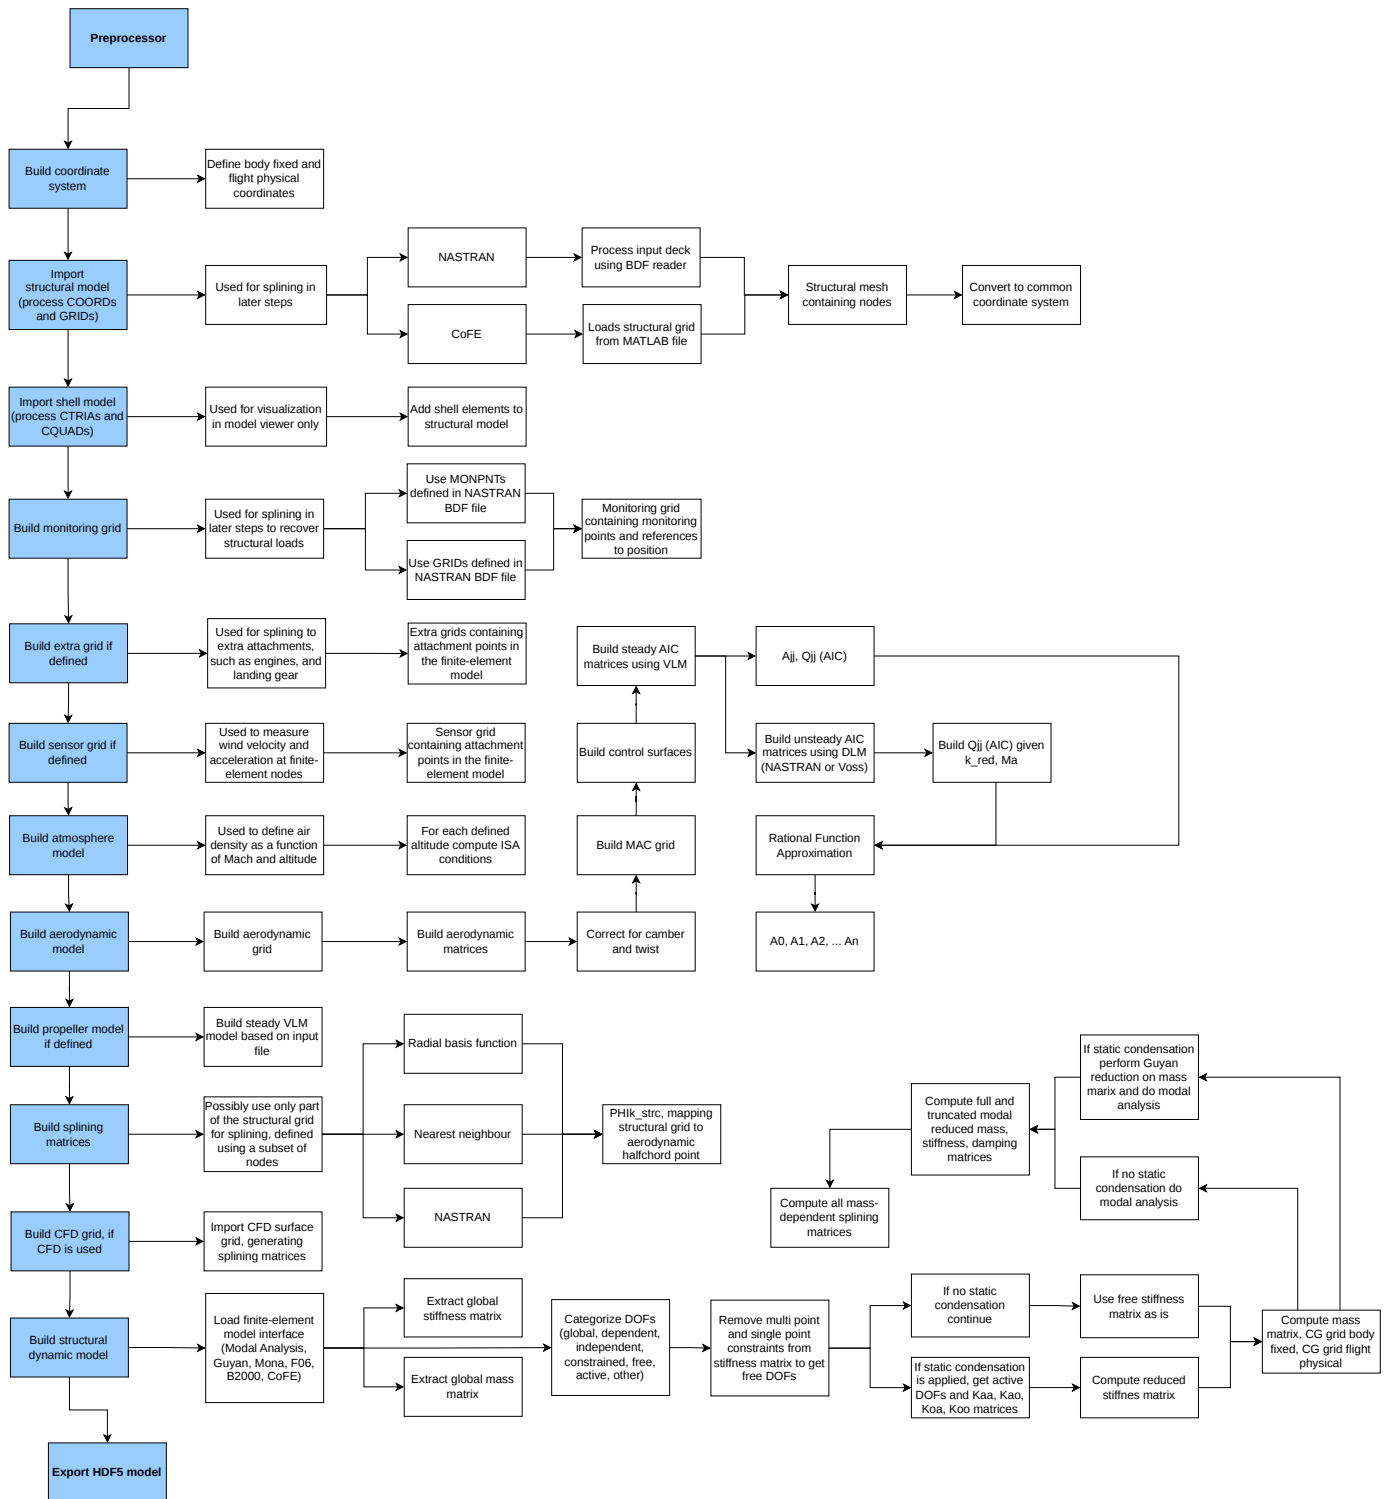 Preprocessor
Build coordinate
system
Define body fixed and
flight physical
coordinates
Import
structural model
(process COORDs
and GRIDs)
Used for splining in
later steps
NASTRAN
Process input deck
using BDF reader
CoFE
Loads structural grid
from MATLAB file
Structural mesh
containing nodes
Convert to common
coordinate system
Import shell model
(process CTRIAs and
CQUADs)
Used for visualization
in model viewer only
Add shell elements to
structural model
Build monitoring grid
Used for splining in
later steps to recover
structural loads
Use MONPNTs
defined in NASTRAN
BDF file
Use GRIDs defined in
NASTRAN BDF file
Monitoring grid
containing monitoring
points and references
to position
Build extra grid if
defined
Used for splining to
extra attachments,
such as engines, and
landing gear
Extra grids containing
attachment points in
the finite-element
model
Build sensor grid if
defined
Used to measure
wind velocity and
acceleration at finite-
element nodes
Sensor grid
containing attachment
points in the finite-
element model
Build atmosphere
model
Used to define air
density as a function
of Mach and altitude
For each defined
altitude compute ISA
conditions
Build aerodynamic
model
Build aerodynamic
grid
Build aerodynamic
matrices
Correct for camber
and twist
Build MAC grid
Build control surfaces
Build steady AIC
matrices using VLM
Ajj, Qjj (AIC)
Build unsteady AIC
matrices using DLM
(NASTRAN or Voss)
Build Qjj (AIC) given
k_red, Ma
Rational Function
Approximation
A0, A1, A2, ... An
Build propeller model
if defined
Build steady VLM
model based on input
file
Build splining
matrices
Possibly use only part
of the structural grid
for splining, defined
using a subset of
nodes
Radial basis function
Nearest neighbour
NASTRAN
PHIk_strc, mapping
structural grid to
aerodynamic
halfchord point
Build CFD grid, if
CFD is used
Import CFD surface
grid, generating
splining matrices
Build structural
dynamic model
Load finite-element
model interface
(Modal Analysis,
Guyan, Mona, F06,
B2000, CoFE)
Extract global
stiffness matrix
Extract global mass
matrix
Categorize DOFs
(global, dependent,
independent,
constrained, free,
active, other)
Remove multi point
and single point
constraints from
stiffness matrix to get
free DOFs
If no static
condensation
continue
If static condensation
is applied, get active
DOFs and Kaa, Kao,
Koa, Koo matrices
Use free stiffness
matrix as is
Compute reduced
stiffnes matrix
Compute mass
matrix, CG grid body
fixed, CG grid flight
physical
If static condensation
perform Guyan
reduction on mass
marix and do modal
analysis
If no static
condensation do
modal analysis
Compute full and
truncated modal
reduced mass,
stiffness, damping
matrices
Compute all mass-
dependent splining
matrices
Export HDF5 model